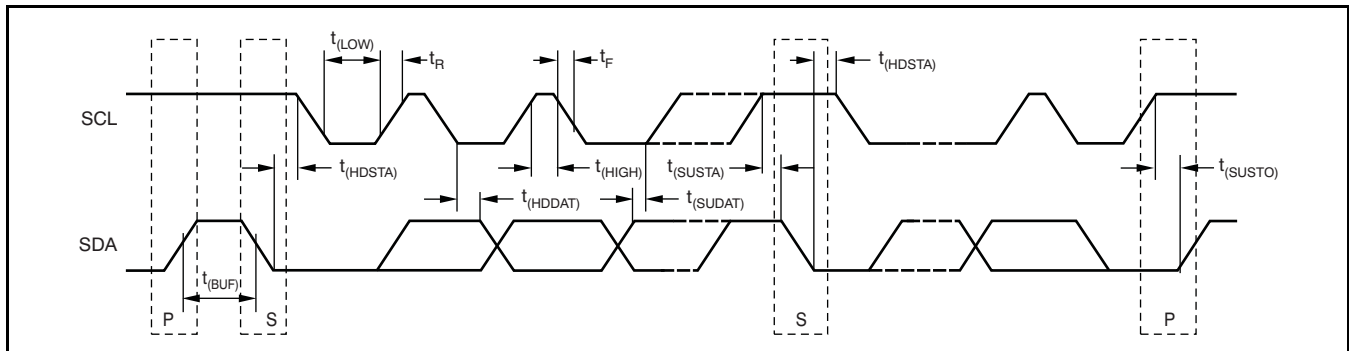 t(LOW)
tR
tF
t(HDSTA)
SCL
t(HDSTA)
t(HIGH)
t(SUSTA)
t(SUSTO)
t(HDDAT)
t(SUDAT)
SDA
t(BUF)
P
S
S
P